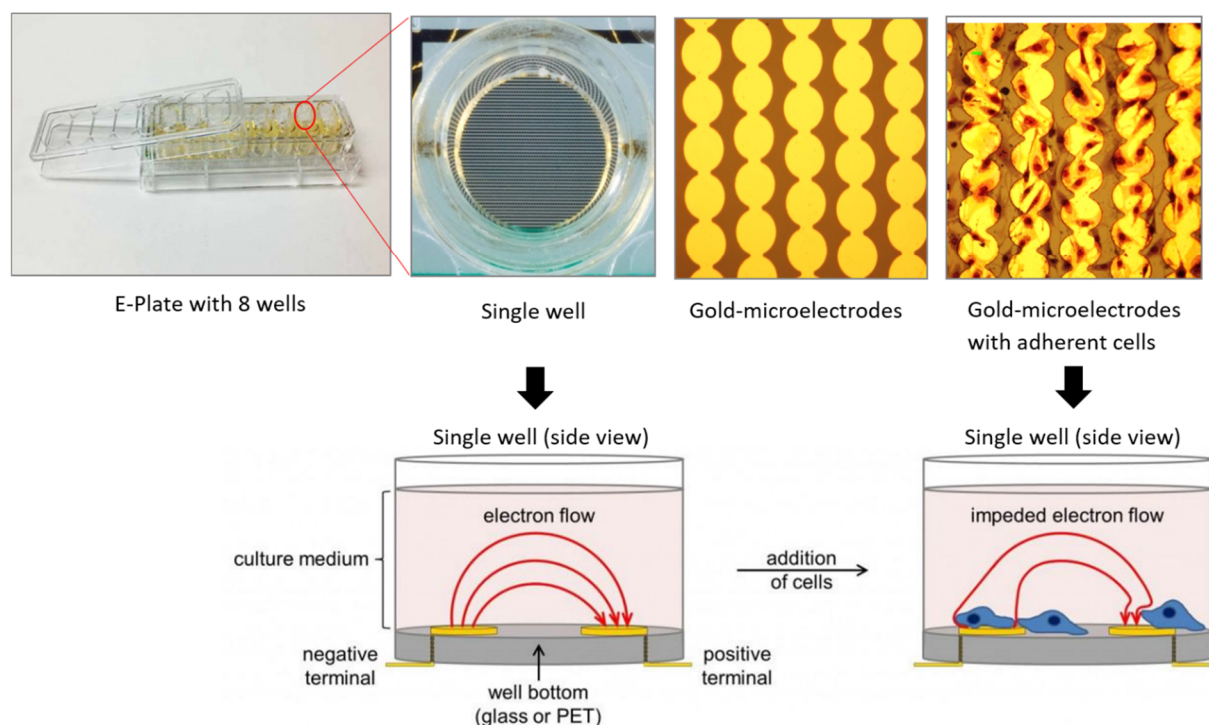 E-Plate with 8 wells
Single well
Gold-microelectrodes
Gold-microelectrodes
with adherent cells
Single well (side view)
culture medium
electron flow
negative
terminal
well bottom
(glass or PET)
positive
terminal
addition
of cells
Single well (side view)
impeded electron flow